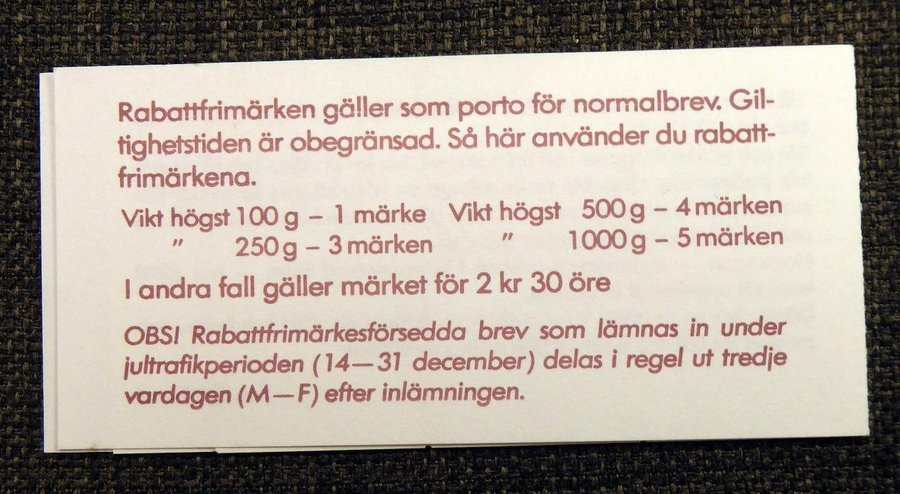 Rabattfrimärken gäller som porto för normalbrev. Gil-
tighetstiden är obegränsad. Så här använder du rabatt-
frimärkena.
Vikt högst 100 g – 1 märke Vikt högst 500 g – 4 märken
" 250 g – 3 märken " 1000 g – 5 märken
I andra fall gäller märket för 2 kr 30 öre
OBS! Rabattfrimärkesförsedda brev som lämnas in under
jultrafikperioden (14–31 december) delas i regel ut tredje
vardagen (M–F) efter inlämningen.